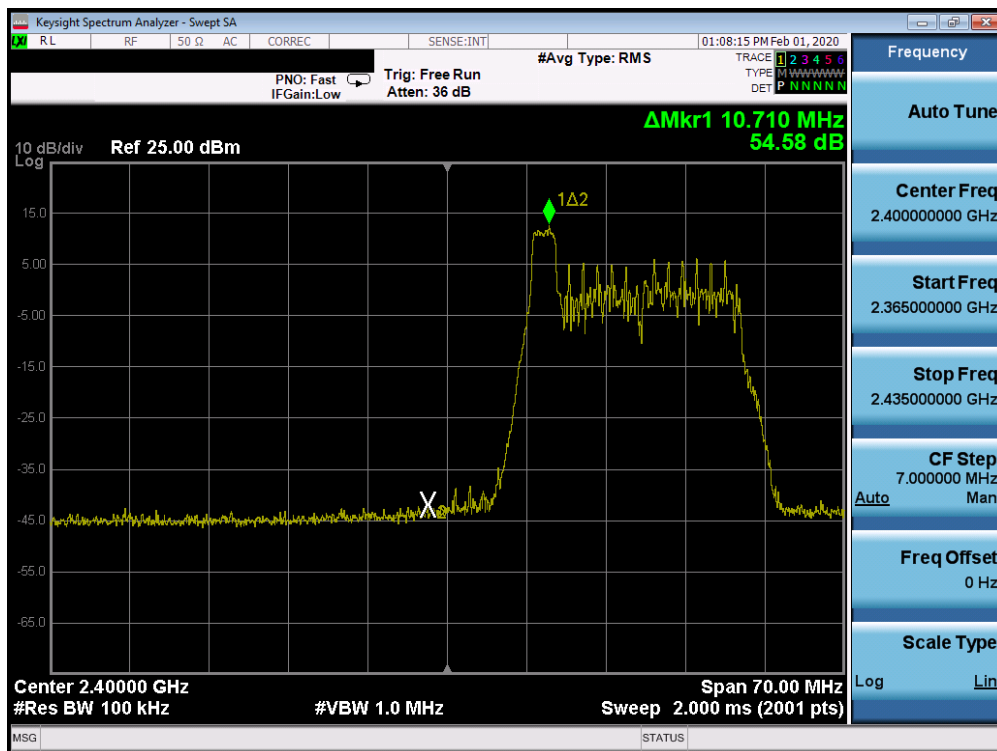 Keysight Spectrum Analyzer - Swept SA
LXI RL RF 50 Ω AC CORREC SENSE:INT 01:08:15 PM Feb 01, 2020
Frequency
#Avg Type: RMS
TRACE 1 2 3 4 5 6
PNO: Fast Trig: Free Run
TYPE M WWWWW
IFGain:Low Atten: 36 dB
DET P N N N N N
Auto Tune
ΔMkr1 10.710 MHz
54.58 dB
10 dB/div Ref 25.00 dBm
Log
1Δ2
15.0
5.00
-5.00
-15.0
-25.0
-35.0
-45.0
-55.0
-65.0
X2
Center Freq
2.400000000 GHz
Start Freq
2.365000000 GHz
Stop Freq
2.435000000 GHz
CF Step
7.000000 MHz
Auto Man
Freq Offset
0 Hz
Scale Type
Log Lin
Center 2.40000 GHz Span 70.00 MHz
#Res BW 100 kHz #VBW 1.0 MHz Sweep 2.000 ms (2001 pts)
MSG STATUS